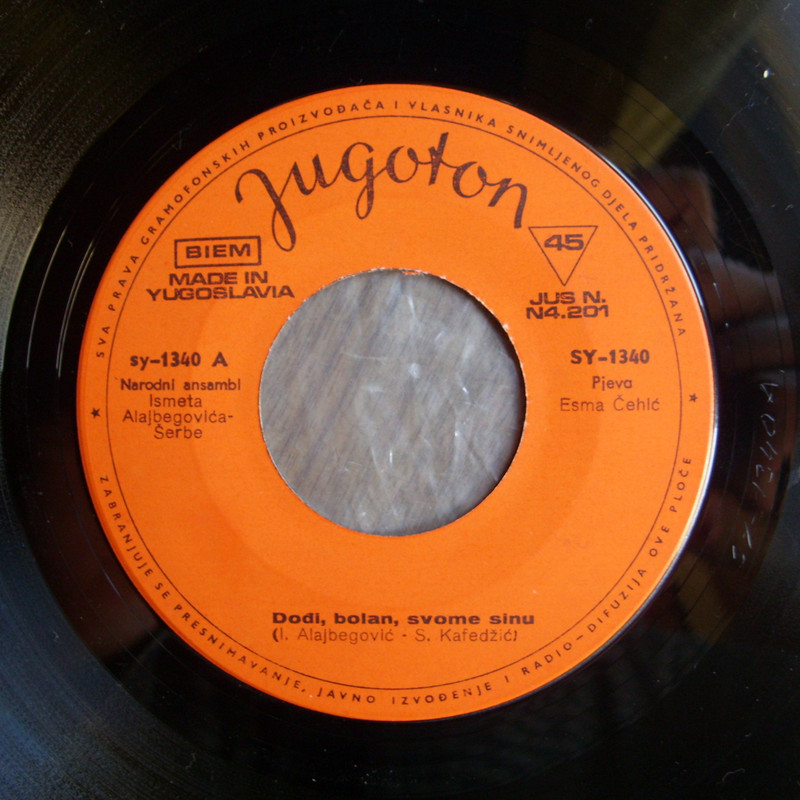 SVA PRAVA GRAMOFONSKIH PROIZVOĐAČA I VLASNIKA SNIMLJENOG DJELA PRIDRŽANA
Jugoton
BIEM
MADE IN
YUGOSLAVIA
45
JUS N.
N4.201
sy-1340 A
Narodni ansambl
Ismeta
Alajbegovića-
Šerbe
SY-1340
Pjeva
Esma Čehić
Dođi, bolan, svome sinu
(I. Alajbegović - S. Kafedžić)
ZABRANJUJE SE PRESNIMAVANJE, JAVNO IZVOĐENJE I RADIO-DIFUZIJA OVE PLOČE